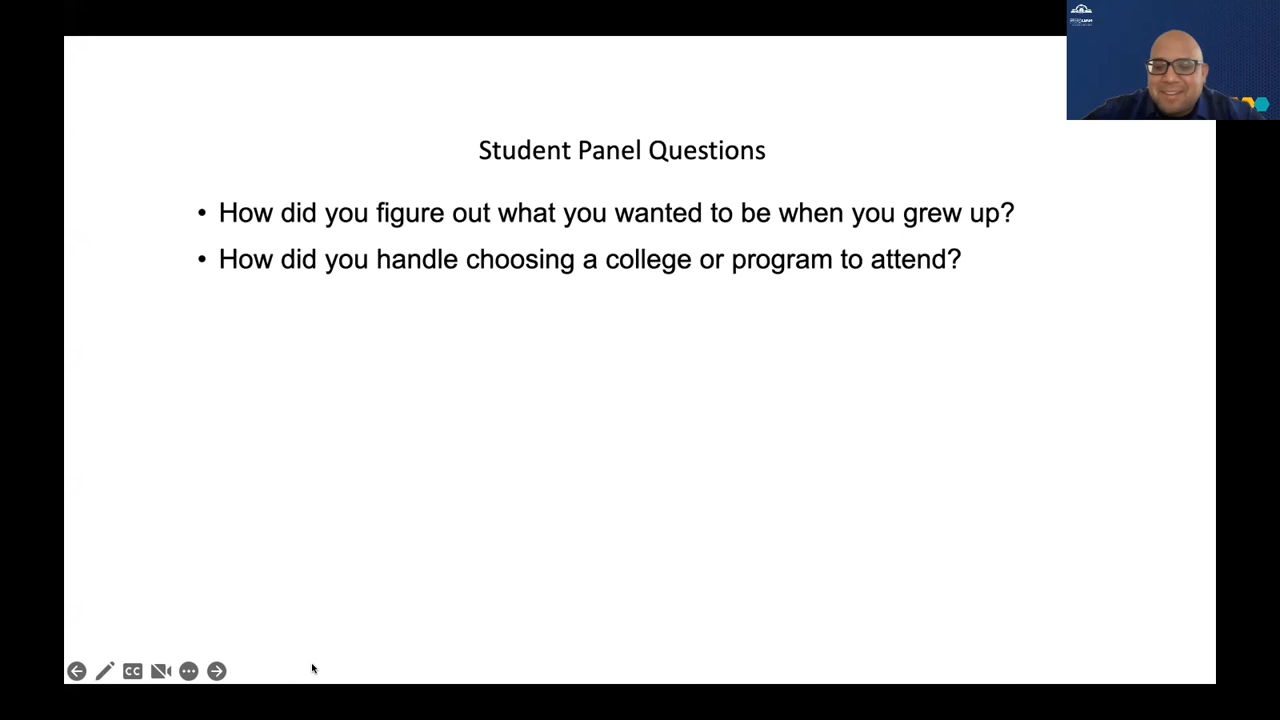 Student Panel Questions
• How did you figure out what you wanted to be when you grew up?
• How did you handle choosing a college or program to attend?
CC